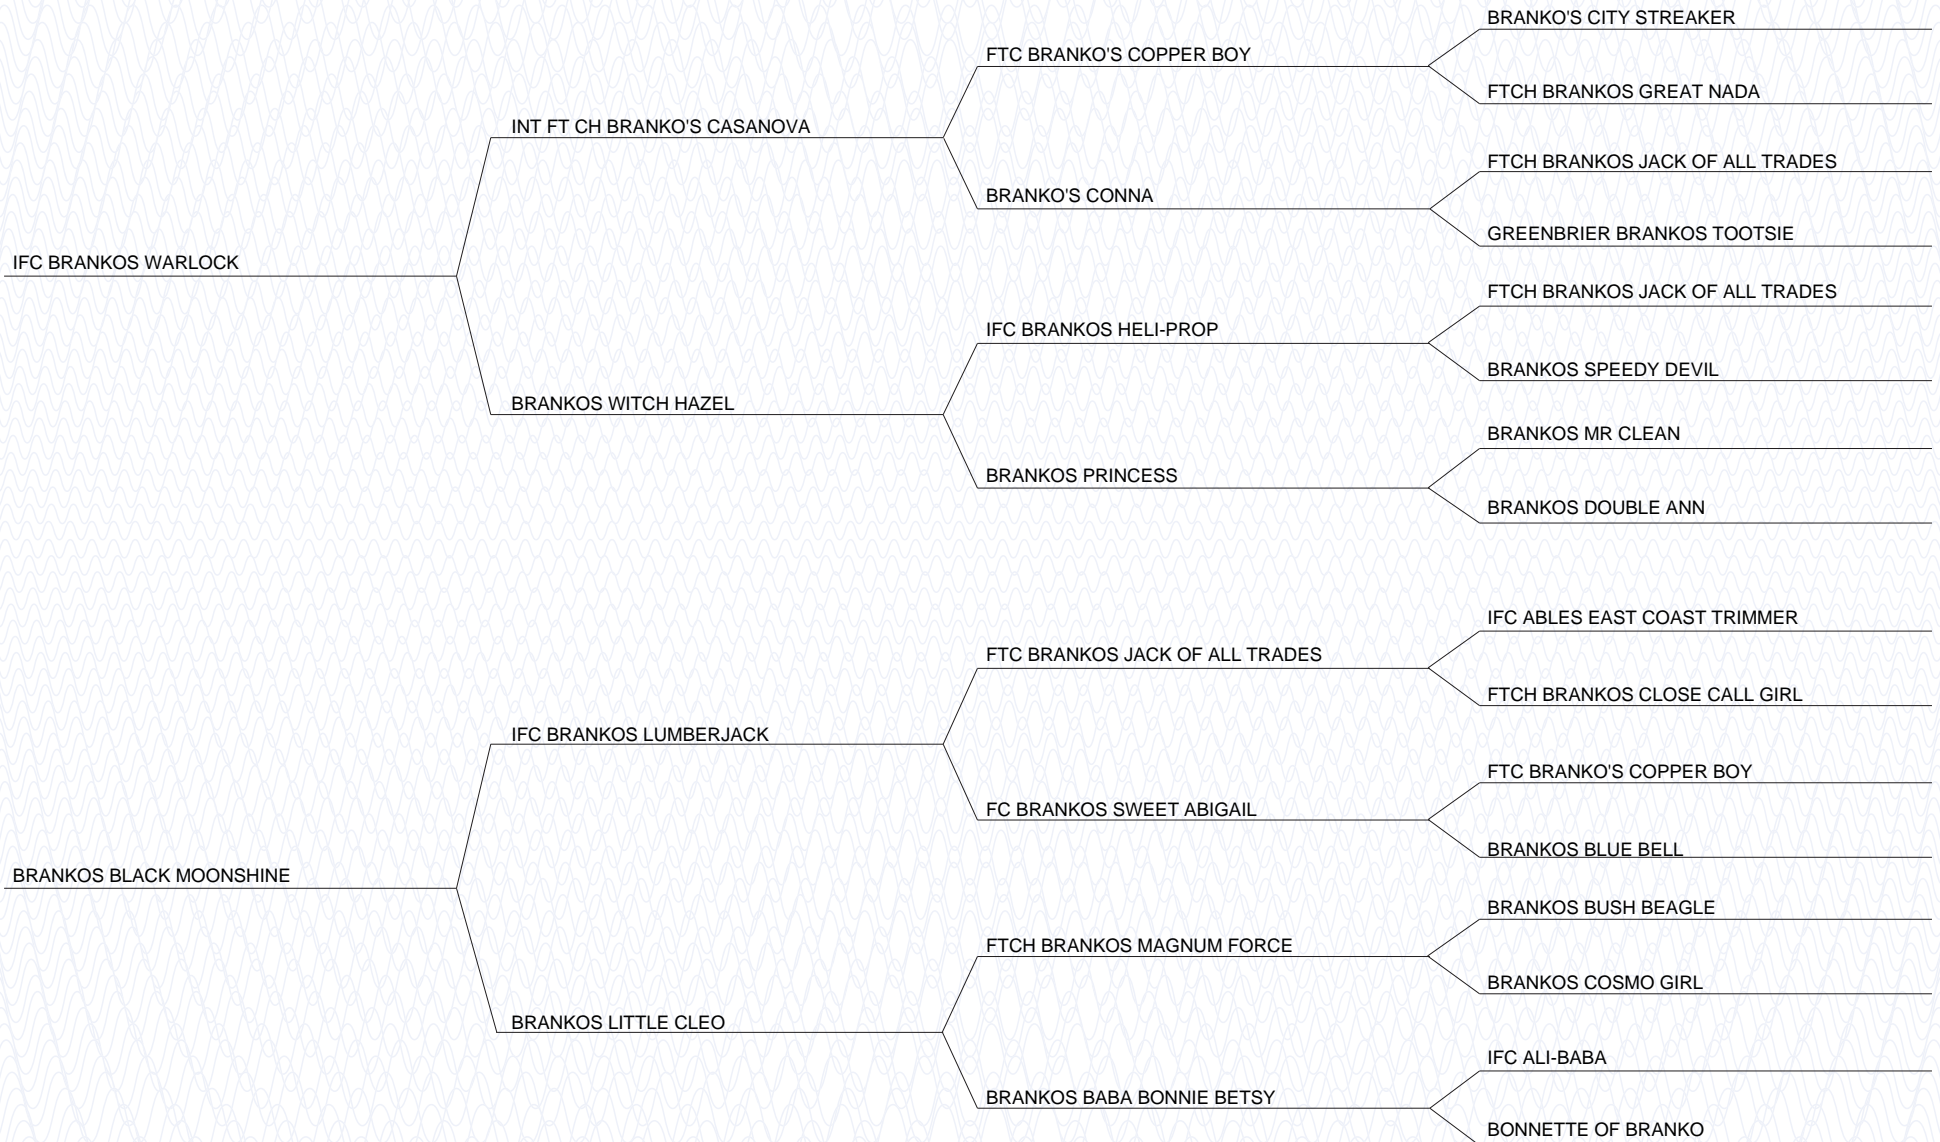 BRANKO'S CITY STREAKER
FTC BRANKO'S COPPER BOY
FTCH BRANKOS GREAT NADA
INT FT CH BRANKO'S CASANOVA
FTCH BRANKOS JACK OF ALL TRADES
BRANKO'S CONNA
GREENBRIER BRANKOS TOOTSIE
IFC BRANKOS WARLOCK
FTCH BRANKOS JACK OF ALL TRADES
IFC BRANKOS HELI-PROP
BRANKOS SPEEDY DEVIL
BRANKOS WITCH HAZEL
BRANKOS MR CLEAN
BRANKOS PRINCESS
BRANKOS DOUBLE ANN
IFC ABLES EAST COAST TRIMMER
FTC BRANKOS JACK OF ALL TRADES
FTCH BRANKOS CLOSE CALL GIRL
IFC BRANKOS LUMBERJACK
FTC BRANKO'S COPPER BOY
FC BRANKOS SWEET ABIGAIL
BRANKOS BLUE BELL
BRANKOS BLACK MOONSHINE
BRANKOS BUSH BEAGLE
FTCH BRANKOS MAGNUM FORCE
BRANKOS COSMO GIRL
BRANKOS LITTLE CLEO
IFC ALI-BABA
BRANKOS BABA BONNIE BETSY
BONNETTE OF BRANKO